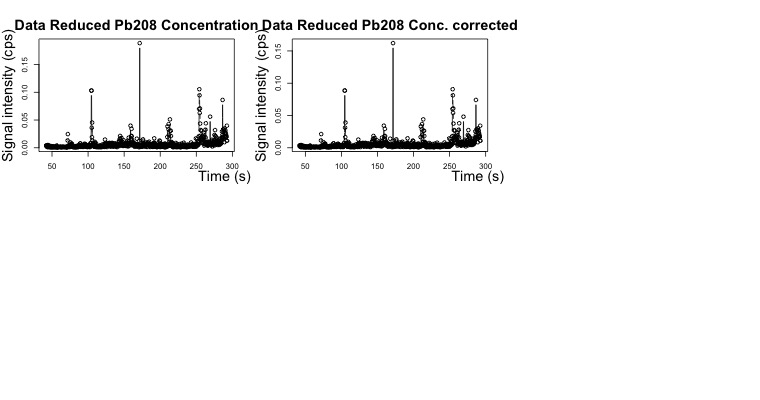 Data Reduced Pb208 Concentration
Signal intensity (cps)
0.00 0.05 0.10 0.15
50 100 150 200 250 300
Time (s)
Data Reduced Pb208 Conc. corrected
Signal intensity (cps)
0.00 0.05 0.10 0.15
50 100 150 200 250 300
Time (s)